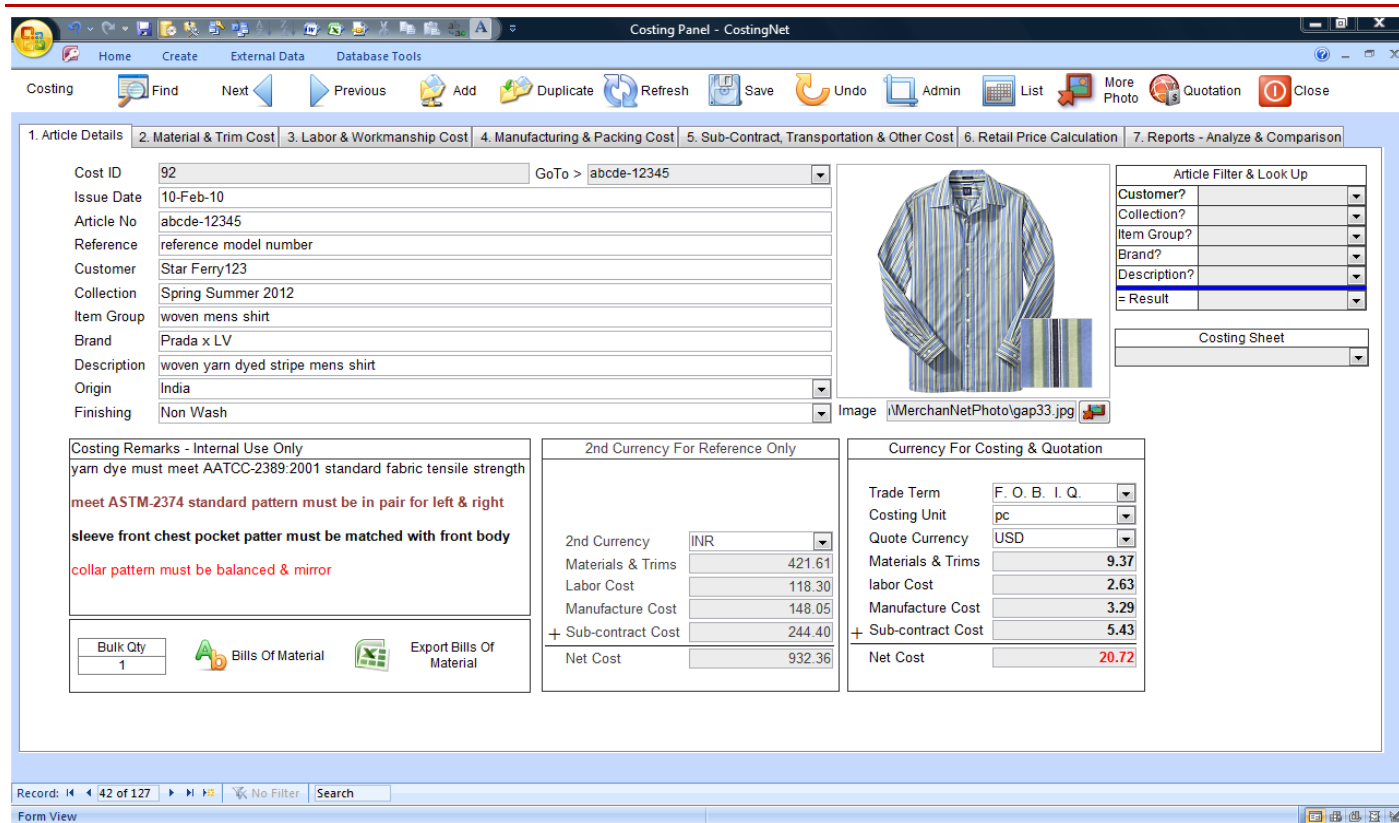 Costing Panel - CostingNet
Home Create External Data Database Tools
Costing Find Next Previous Add Duplicate Refresh Save Undo Admin List More Photo Quotation Close
1. Article Details 2. Material & Trim Cost 3. Labor & Workmanship Cost 4. Manufacturing & Packing Cost 5. Sub-Contract, Transportation & Other Cost 6. Retail Price Calculation 7. Reports - Analyze & Comparison
Cost ID 92 GoTo > abcde-12345
Issue Date 10-Feb-10
Article No abcde-12345
Reference reference model number
Customer Star Ferry123
Collection Spring Summer 2012
Item Group woven mens shirt
Brand Prada x LV
Description woven yarn dyed stripe mens shirt
Origin India
Finishing Non Wash
Image \MerchanNetPhoto\gap33.jpg
Article Filter & Look Up
Customer?
Collection?
Item Group?
Brand?
Description?
= Result
Costing Sheet
Costing Remarks - Internal Use Only
yarn dye must meet AATCC-2389:2001 standard fabric tensile strength
meet ASTM-2374 standard pattern must be in pair for left & right
sleeve front chest pocket patter must be matched with front body
collar pattern must be balanced & mirror
Bulk Qty
1
Bills Of Material
Export Bills Of
Material
2nd Currency For Reference Only
2nd Currency INR
Materials & Trims 421.61
Labor Cost 118.30
Manufacture Cost 148.05
+ Sub-contract Cost 244.40
Net Cost 932.36
Currency For Costing & Quotation
Trade Term F. O. B. I. Q.
Costing Unit pc
Quote Currency USD
Materials & Trims 9.37
labor Cost 2.63
Manufacture Cost 3.29
+ Sub-contract Cost 5.43
Net Cost 20.72
Record: 42 of 127 No Filter Search
Form View